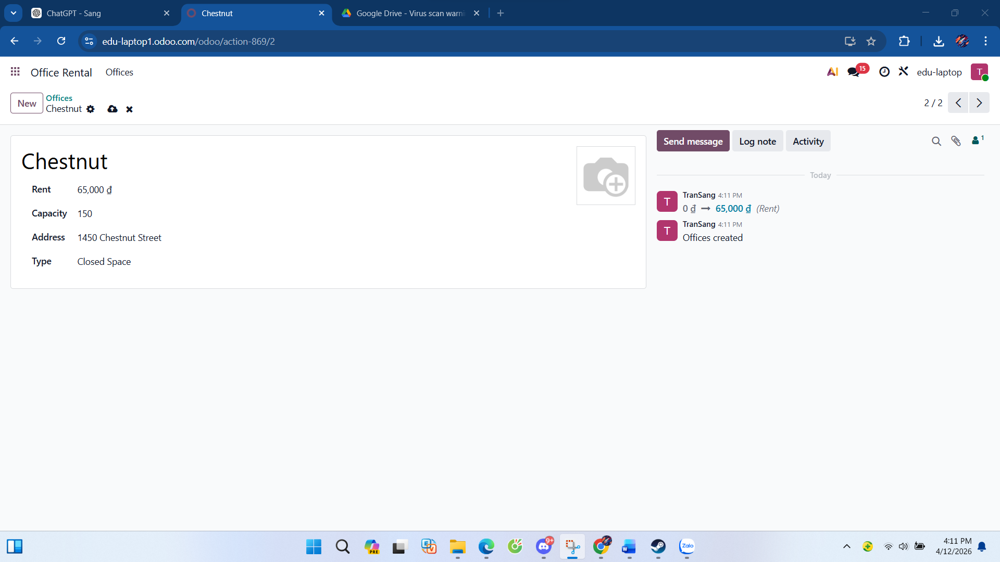 ChatGPT - Sang
Chestnut
Google Drive - Virus scan warni
edu-laptop1.odoo.com/odoo/action-869/2
Office Rental
Offices
AI
15
edu-laptop
T
New
Offices
Chestnut
2 / 2
Chestnut
Rent
65,000 ₫
Capacity
150
Address
1450 Chestnut Street
Type
Closed Space
Send message
Log note
Activity
1
Today
T
TranSang 4:11 PM
0 ₫ → 65,000 ₫ (Rent)
T
TranSang 4:11 PM
Offices created
PRE
E
V
9+
W
Zalo
4:11 PM
4/12/2026